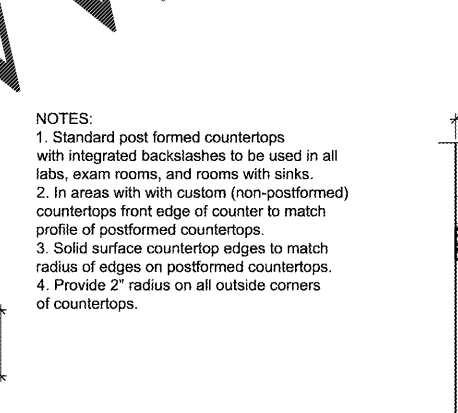 NOTES:
1. Standard post formed countertops
with integrated backslashes to be used in all
labs, exam rooms, and rooms with sinks.
2. In areas with with custom (non-postformed)
countertops front edge of counter to match
profile of postformed countertops.
3. Solid surface countertop edges to match
radius of edges on postformed countertops.
4. Provide 2" radius on all outside corners
of countertops.